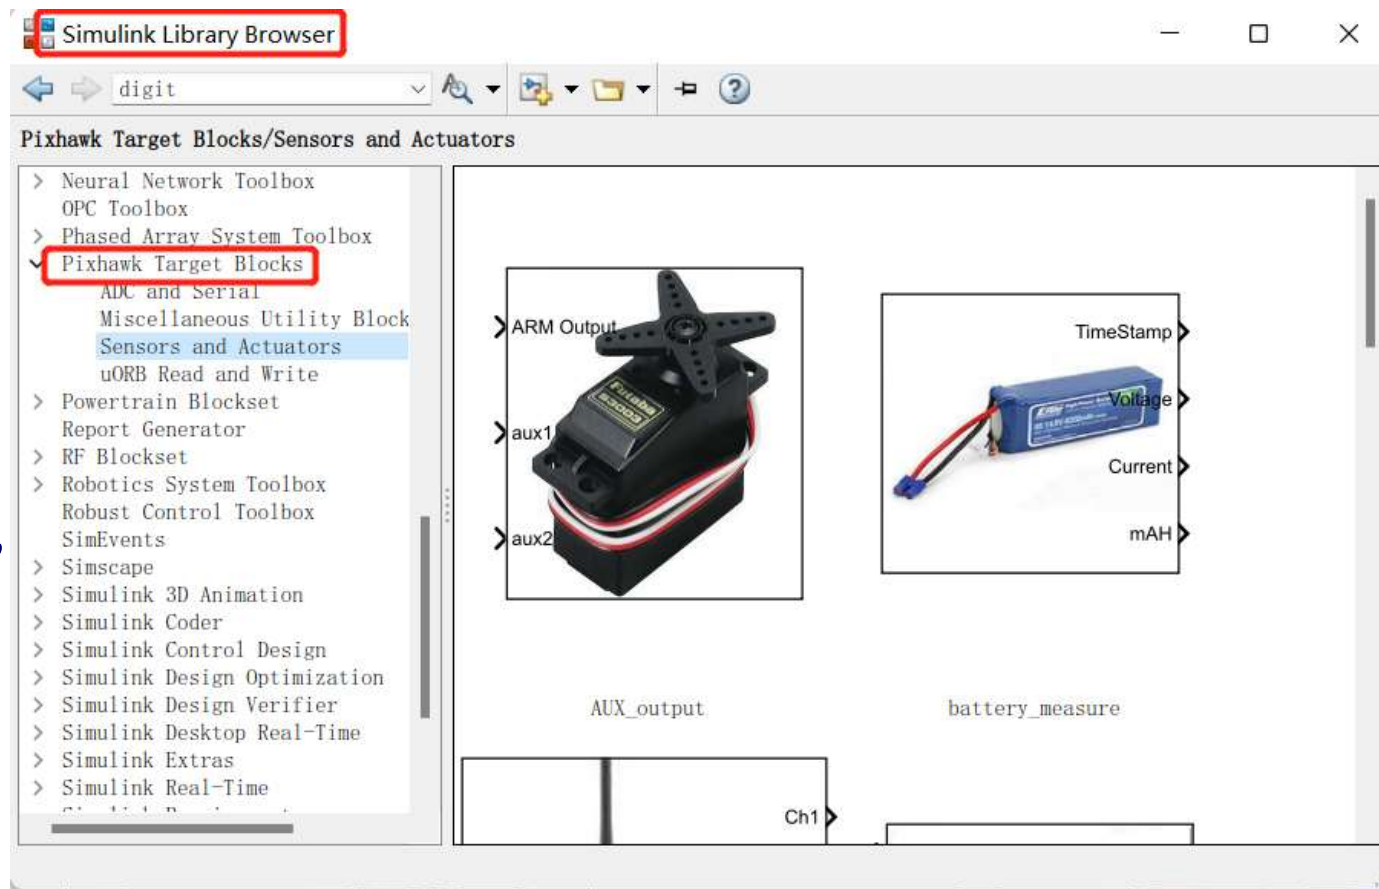 Simulink Library Browser
digit
Pixhawk Target Blocks/Sensors and Actuators
Neural Network Toolbox
OPC Toolbox
Phased Array System Toolbox
Pixhawk Target Blocks
ADC and Serial
Miscellaneous Utility Block
Sensors and Actuators
uORB Read and Write
Powertrain Blockset
Report Generator
RF Blockset
Robotics System Toolbox
Robust Control Toolbox
SimEvents
Simscape
Simulink 3D Animation
Simulink Coder
Simulink Control Design
Simulink Design Optimization
Simulink Design Verifier
Simulink Desktop Real-Time
Simulink Extras
Simulink Real-Time
ARM Output
aux1
aux2
Futaba
S3003
AUX_output
TimeStamp
Voltage
Current
mAH
battery_measure
Ch1